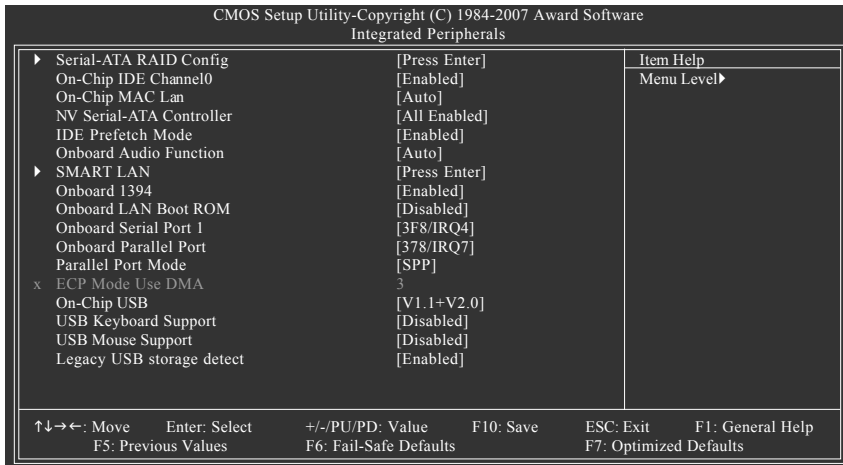 CMOS Setup Utility-Copyright (C) 1984-2007 Award Software
Integrated Peripherals
▶ Serial-ATA RAID Config [Press Enter] Item Help
On-Chip IDE Channel0 [Enabled] Menu Level▶
On-Chip MAC Lan [Auto]
NV Serial-ATA Controller [All Enabled]
IDE Prefetch Mode [Enabled]
Onboard Audio Function [Auto]
▶ SMART LAN [Press Enter]
Onboard 1394 [Enabled]
Onboard LAN Boot ROM [Disabled]
Onboard Serial Port 1 [3F8/IRQ4]
Onboard Parallel Port [378/IRQ7]
Parallel Port Mode [SPP]
x ECP Mode Use DMA 3
On-Chip USB [V1.1+V2.0]
USB Keyboard Support [Disabled]
USB Mouse Support [Disabled]
Legacy USB storage detect [Enabled]
↑↓→←: Move Enter: Select +/-/PU/PD: Value F10: Save ESC: Exit F1: General Help
F5: Previous Values F6: Fail-Safe Defaults F7: Optimized Defaults